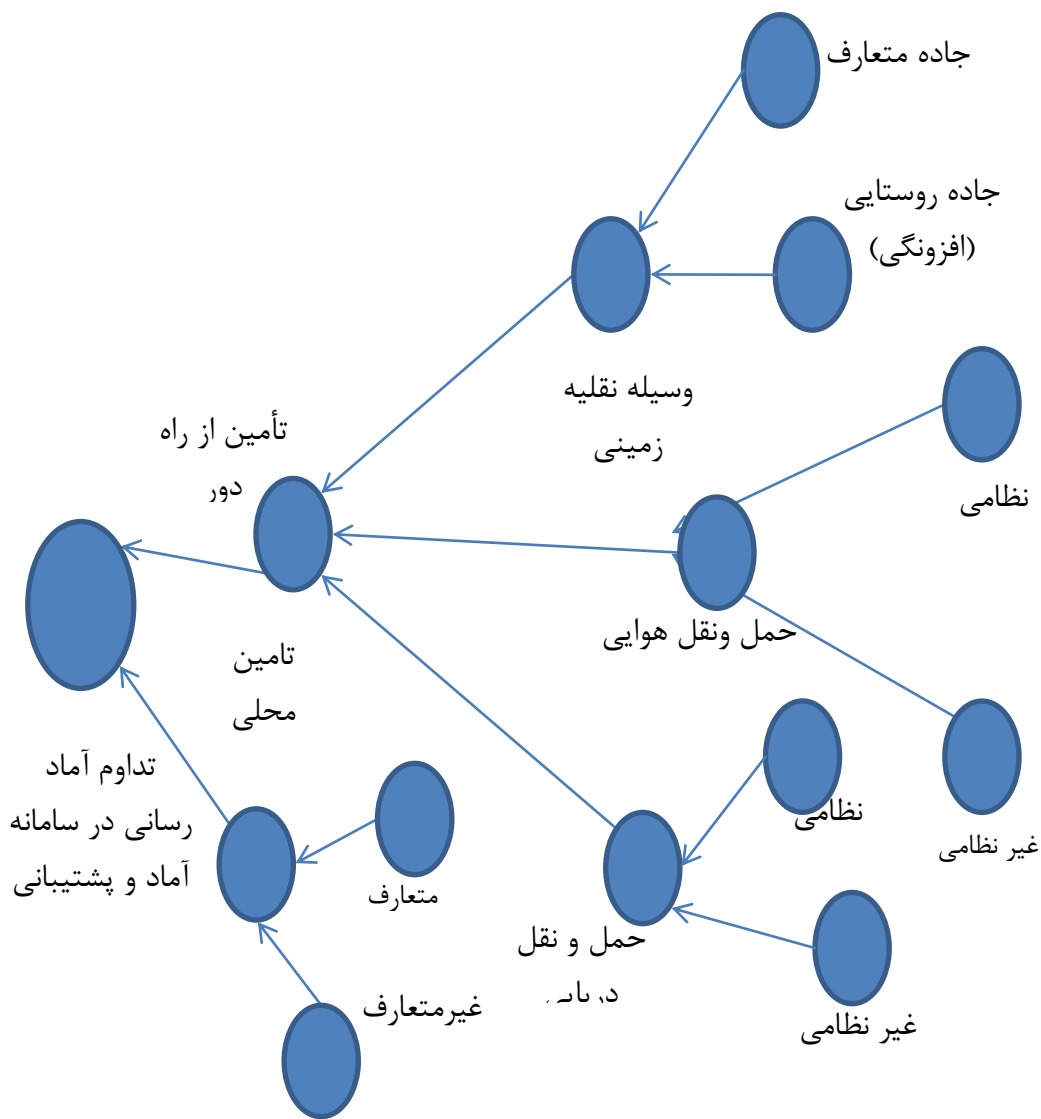 جاده متعارف
جاده روستایی
(افزونگی)
وسیله نقلیه
زمینی
تأمین از راه
دور
نظامی
حمل ونقل هوایی
تامین
محلی
تداوم آماد
رسانی در سامانه
آماد و پشتیبانی
نظامی
غیر نظامی
متعارف
حمل و نقل
دریایی
غیرمتعارف
غیر نظامی